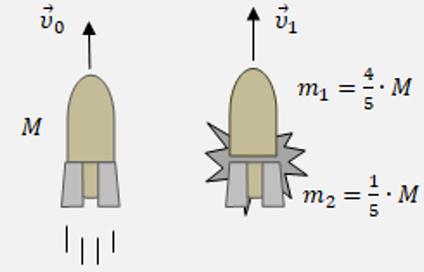 v⃗₀
v⃗₁
m₁ = 4/5 · M
M
m₂ = 1/5 · M